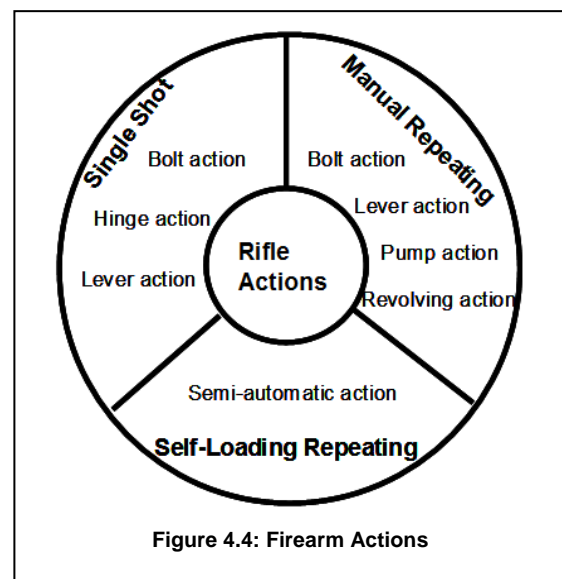 Single Shot
Bolt action
Hinge action
Lever action
Manual Repeating
Bolt action
Lever action
Pump action
Revolving action
Rifle
Actions
Semi-automatic action
Self-Loading Repeating
Figure 4.4: Firearm Actions